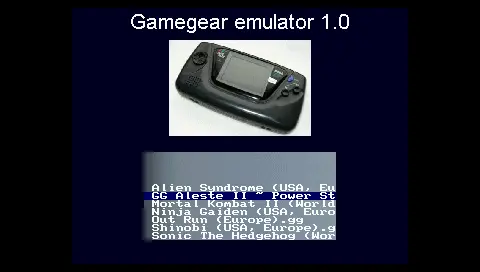 Gamegear emulator 1.0
Alien Syndrome (USA, Eu
GG Aleste II ~ Power St
Mortal Kombat II (World
Ninja Gaiden (USA, Euro
Out Run (Europe).gg
Shinobi (USA, Europe).g
Sonic The Hedgehog (Wor